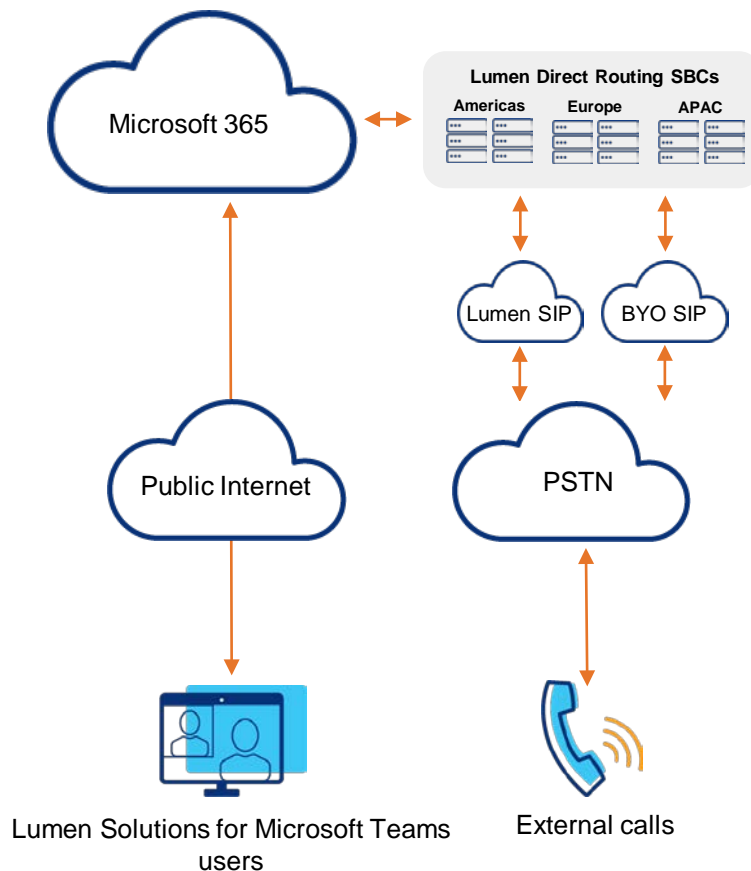 Microsoft 365
Lumen Direct Routing SBCs
Americas
Europe
APAC
Lumen SIP
BYO SIP
Public Internet
PSTN
Lumen Solutions for Microsoft Teams
users
External calls